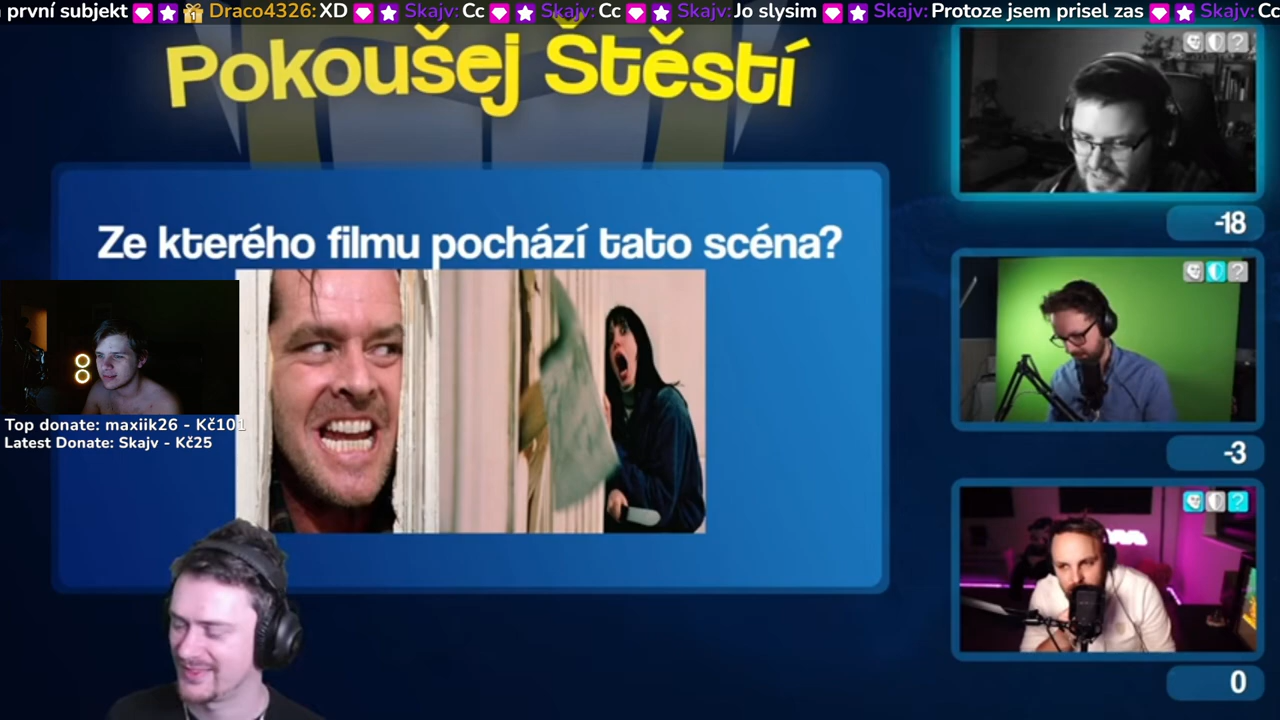 první subjekt Draco4326: XD Skajv: Cc Skajv: Cc Skajv: Jo slysim Skajv: Protoze jsem prisel zas Skajv: Cc
Pokoušej Štěstí
Ze kterého filmu pochází tato scéna?
Top donate: maxiik26 - Kč101
Latest Donate: Skajv - Kč25
-18
-3
0